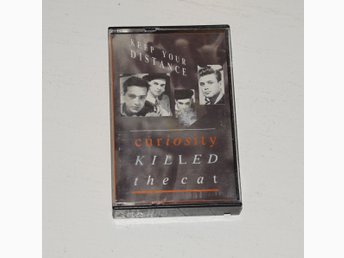 KEEP YOUR
DISTANCE
curiosity
KILLED
the cat